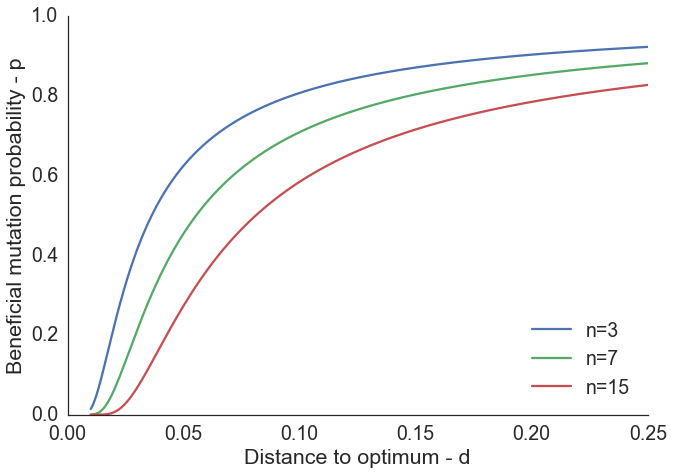 Beneficial mutation probability - p
1.0
0.8
0.6
0.4
0.2
0.0
0.00 0.05 0.10 0.15 0.20 0.25
Distance to optimum - d
n=3
n=7
n=15